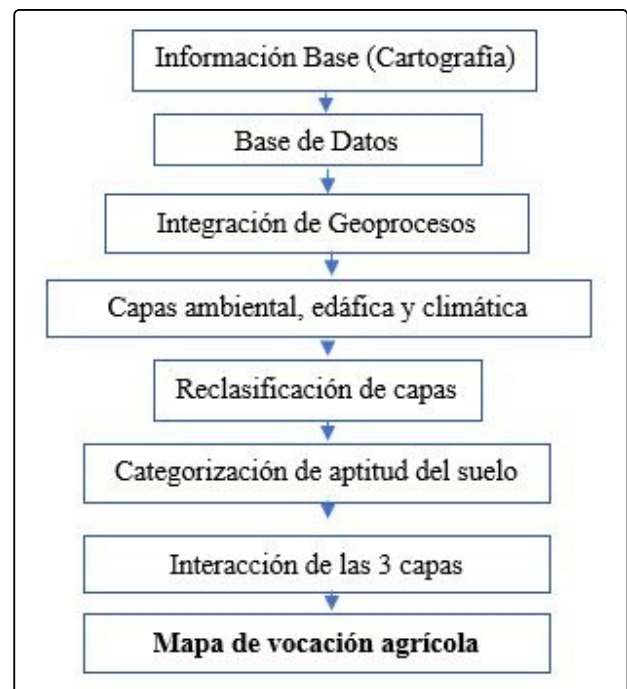 Información Base (Cartografía)
Base de Datos
Integración de Geoprocesos
Capas ambiental, edáfica y climática
Reclasificación de capas
Categorización de aptitud del suelo
Interacción de las 3 capas
Mapa de vocación agrícola